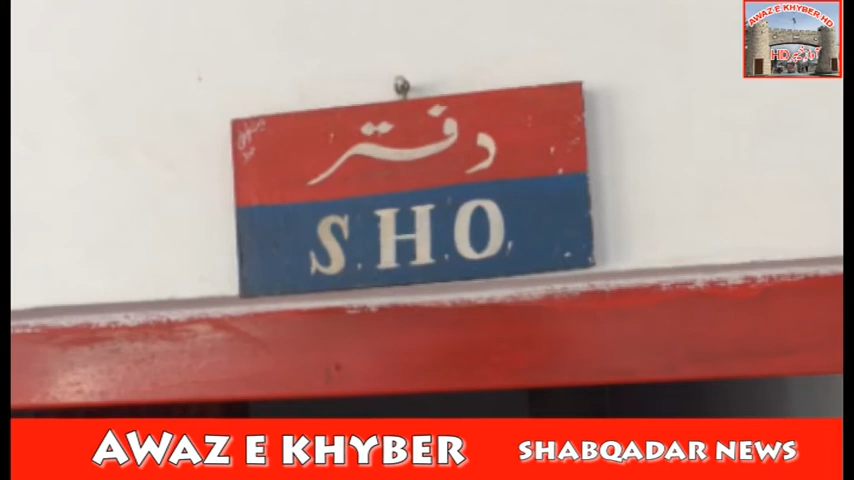 AWAZ E KHYBER HD
دفتر
S.H.O.
AWAZ E KHYBER
SHABQADAR NEWS